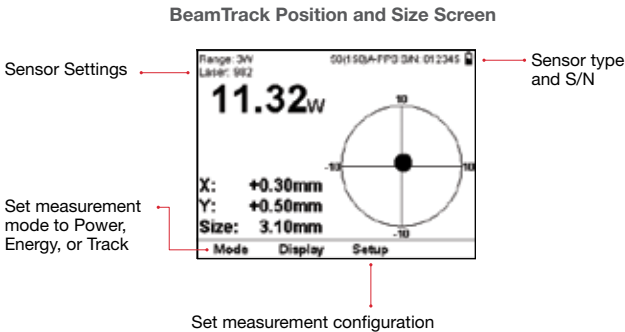 BeamTrack Position and Size Screen
Sensor Settings
Range: 3W
Laser: 982
50(150)A-FPS S/N: 012345
Sensor type
and S/N
11.32W
10
-10
10
-10
X: +0.30mm
Y: +0.50mm
Size: 3.10mm
Set measurement
mode to Power,
Energy, or Track
Mode Display Setup
Set measurement configuration